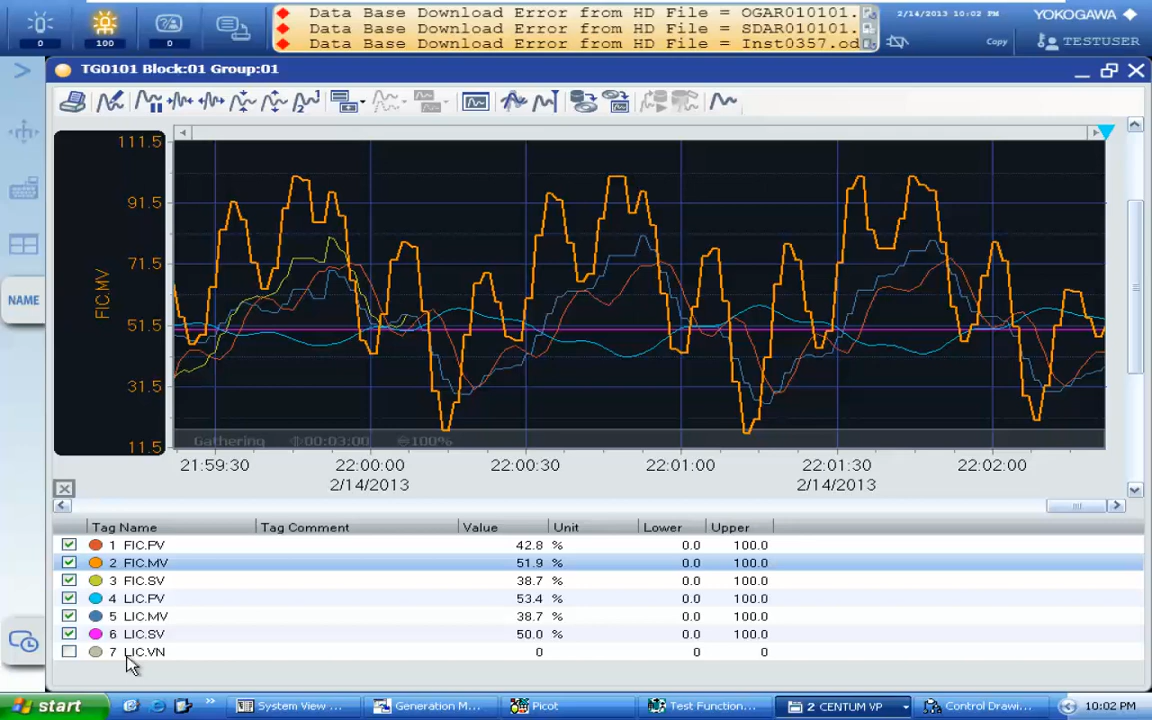 Data Base Download Error from HD File = OGAR010101.
Data Base Download Error from HD File = SDAR010101.
Data Base Download Error from HD File = Inst0357.od
0
100
0
2/14/2013 10:02 PM
Copy
YOKOGAWA
TESTUSER
TG0101 Block:01 Group:01
NAME
FIC.MV
111.5
91.5
71.5
51.5
31.5
11.5
Gathering 00:03:00 100%
21:59:30 22:00:00 22:00:30 22:01:00 22:01:30 22:02:00
2/14/2013 2/14/2013
Tag Name Tag Comment Value Unit Lower Upper
1 FIC.PV 42.8 % 0.0 100.0
2 FIC.MV 51.9 % 0.0 100.0
3 FIC.SV 38.7 % 0.0 100.0
4 LIC.PV 53.4 % 0.0 100.0
5 LIC.MV 38.7 % 0.0 100.0
6 LIC.SV 50.0 % 0.0 100.0
7 LIC.VN 0 0 0
start System View ... Generation M... Picot Test Function... 2 CENTUM VP Control Drawi... 10:02 PM